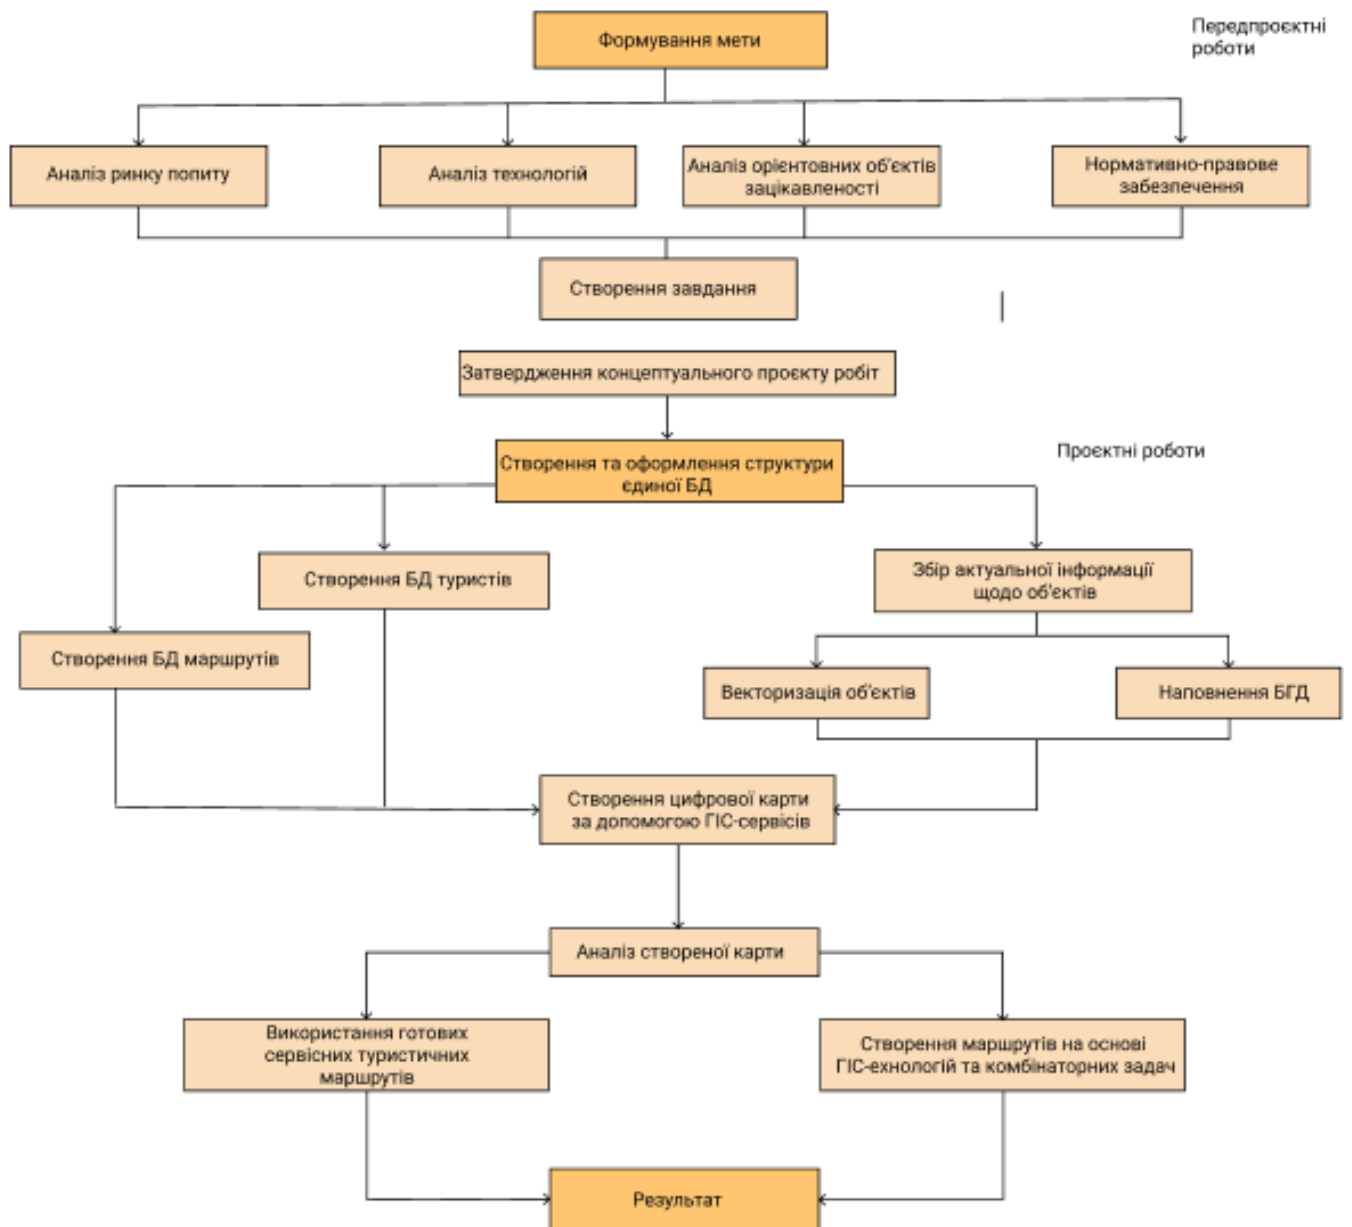 Формування мети
Передпроєктні
роботи
Аналіз ринку попиту
Аналіз технологій
Аналіз орієнтовних об'єктів
зацікавленості
Нормативно-правове
забезпечення
Створення завдання
Затвердження концептуального проєкту робіт
Створення та оформлення структури
єдиної БД
Проєктні роботи
Створення БД туристів
Збір актуальної інформації
щодо об'єктів
Створення БД маршрутів
Векторизація об'єктів
Наповнення БГД
Створення цифрової карти
за допомогою ГІС-сервісів
Аналіз створеної карти
Використання готових
сервісних туристичних
маршрутів
Створення маршрутів на основі
ГІС-ехнологій та комбінаторних задач
Результат